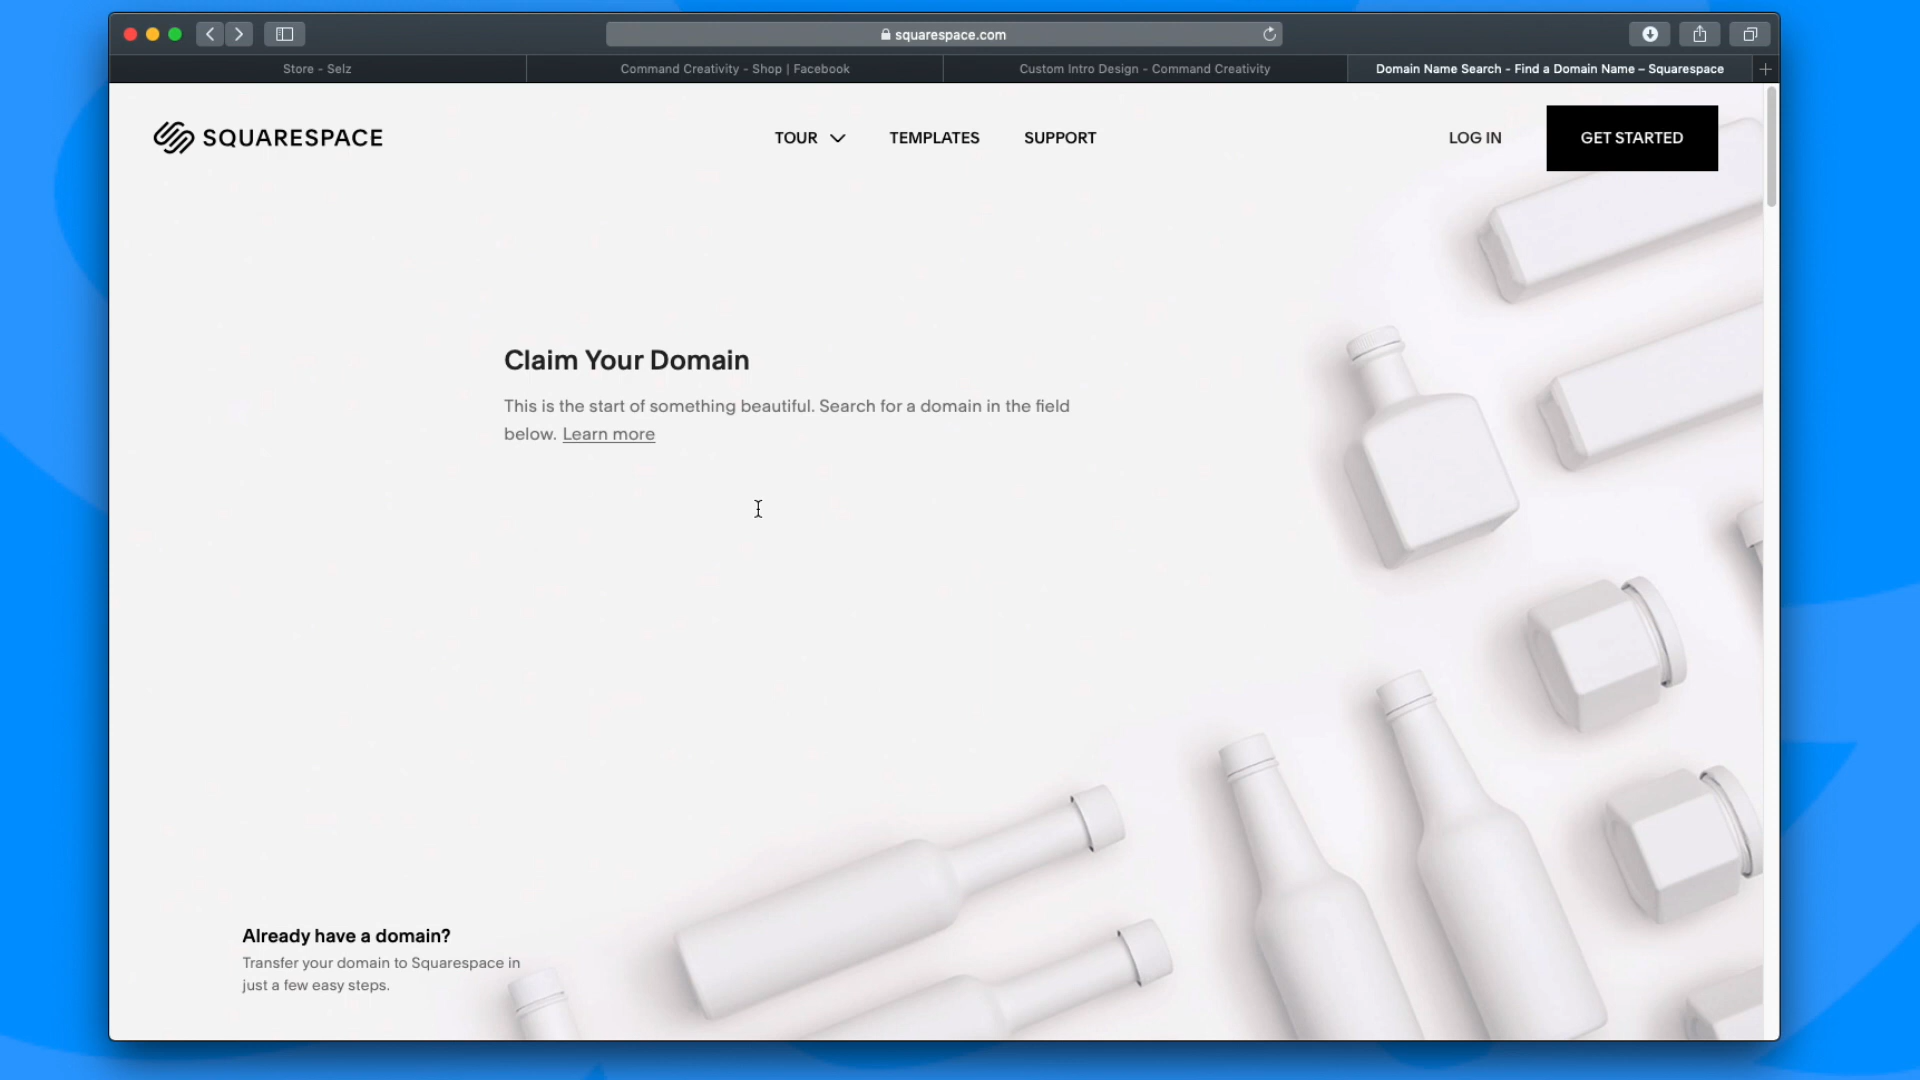 squarespace.com
Store - Selz
Command Creativity - Shop | Facebook
Custom Intro Design - Command Creativity
Domain Name Search - Find a Domain Name – Squarespace
SQUARESPACE
TOUR
TEMPLATES
SUPPORT
LOG IN
GET STARTED
Claim Your Domain
This is the start of something beautiful. Search for a domain in the field
below. Learn more
Already have a domain?
Transfer your domain to Squarespace in
just a few easy steps.